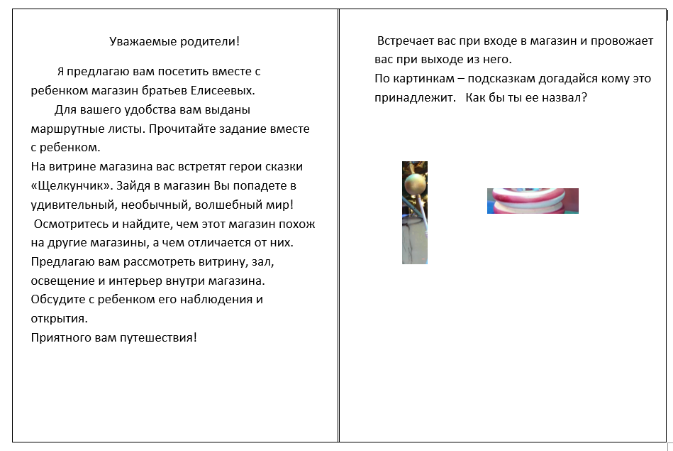 Уважаемые родители!
Я предлагаю вам посетить вместе с
ребенком магазин братьев Елисеевых.
Для вашего удобства вам выданы
маршрутные листы. Прочитайте задание вместе
с ребенком.
На витрине магазина вас встретят герои сказки
«Щелкунчик». Зайдя в магазин Вы попадете в
удивительный, необычный, волшебный мир!
Осмотритесь и найдите, чем этот магазин похож
на другие магазины, а чем отличается от них.
Предлагаю вам рассмотреть витрину, зал,
освещение и интерьер внутри магазина.
Обсудите с ребенком его наблюдения и
открытия.
Приятного вам путешествия!
Встречает вас при входе в магазин и провожает
вас при выходе из него.
По картинкам – подсказкам догадайся кому это
принадлежит. Как бы ты ее назвал?